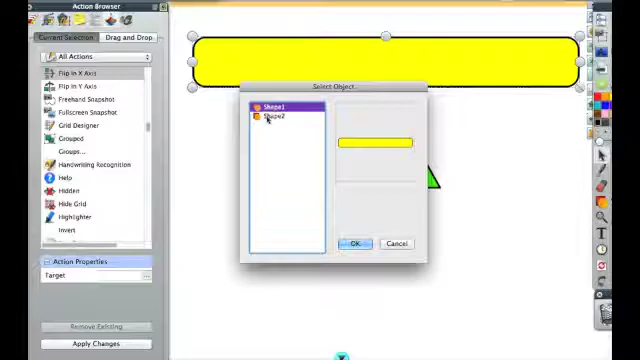 Action Browser
Current Selection
Drag and Drop
All Actions
Flip in X Axis
Flip in Y Axis
Freehand Snapshot
Fullscreen Snapshot
Grid Designer
Grouped
Groups...
Handwriting Recognition
Help
Hidden
Hide Grid
Highlighter
Invert
Action Properties
Target
Remove Existing
Apply Changes
Select Object
Shape1
Shape2
OK
Cancel